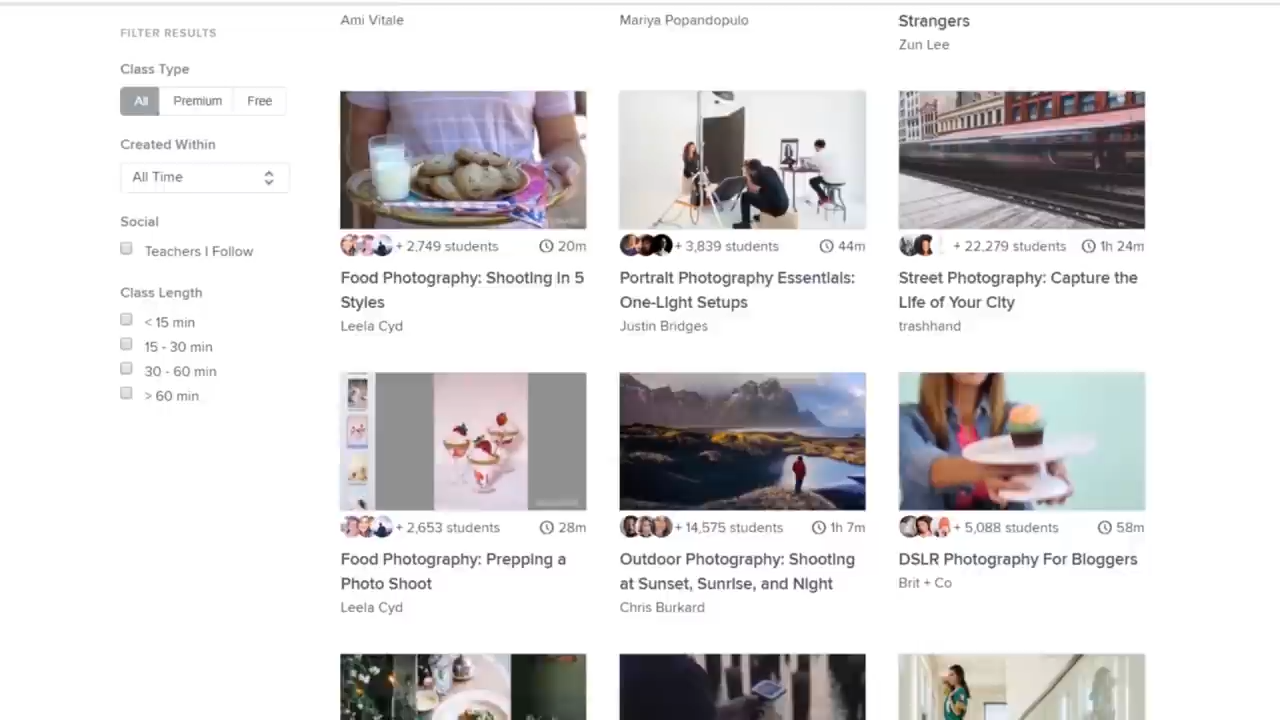 FILTER RESULTS
Class Type
All
Premium
Free
Created Within
All Time
Social
Teachers I Follow
Class Length
< 15 min
15 - 30 min
30 - 60 min
> 60 min
Ami Vitale
Mariya Popandopulo
Strangers
Zun Lee
+ 2,749 students
20m
Food Photography: Shooting in 5
Styles
Leela Cyd
+ 3,839 students
44m
Portrait Photography Essentials:
One-Light Setups
Justin Bridges
+ 22,279 students
1h 24m
Street Photography: Capture the
Life of Your City
trashhand
+ 2,653 students
28m
Food Photography: Prepping a
Photo Shoot
Leela Cyd
+ 14,575 students
1h 7m
Outdoor Photography: Shooting
at Sunset, Sunrise, and Night
Chris Burkard
+ 5,088 students
58m
DSLR Photography For Bloggers
Brit + Co